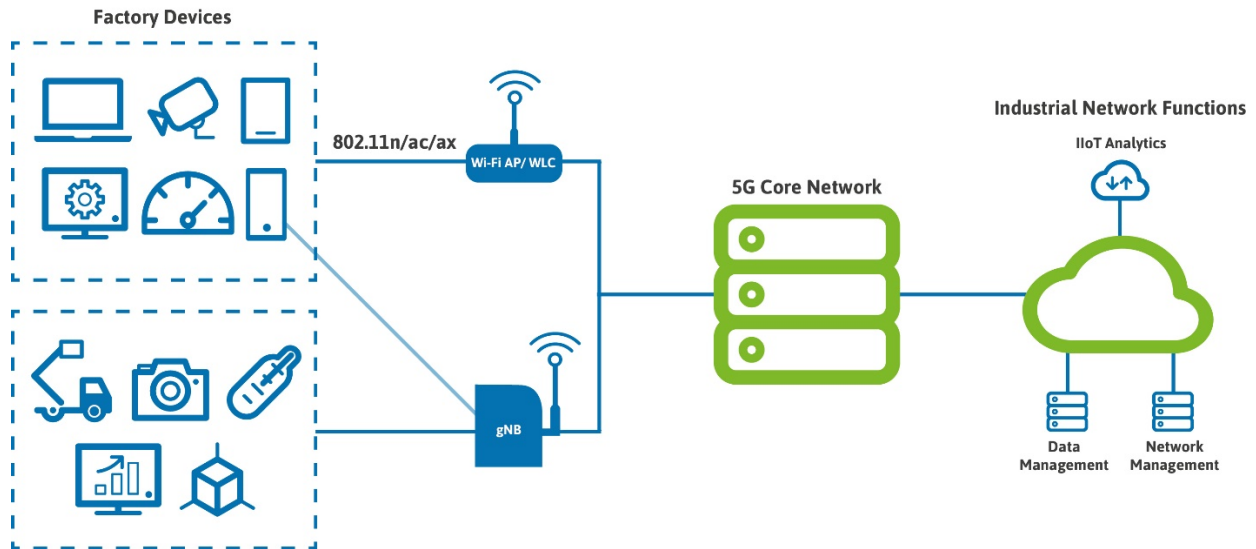 Factory Devices
802.11n/ac/ax
Wi-Fi AP/ WLC
gNB
5G Core Network
Industrial Network Functions
IIoT Analytics
Data
Management
Network
Management